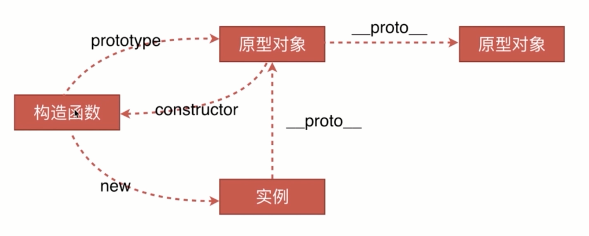 prototype
原型对象
__proto__
原型对象
构造函数
constructor
__proto__
new
实例